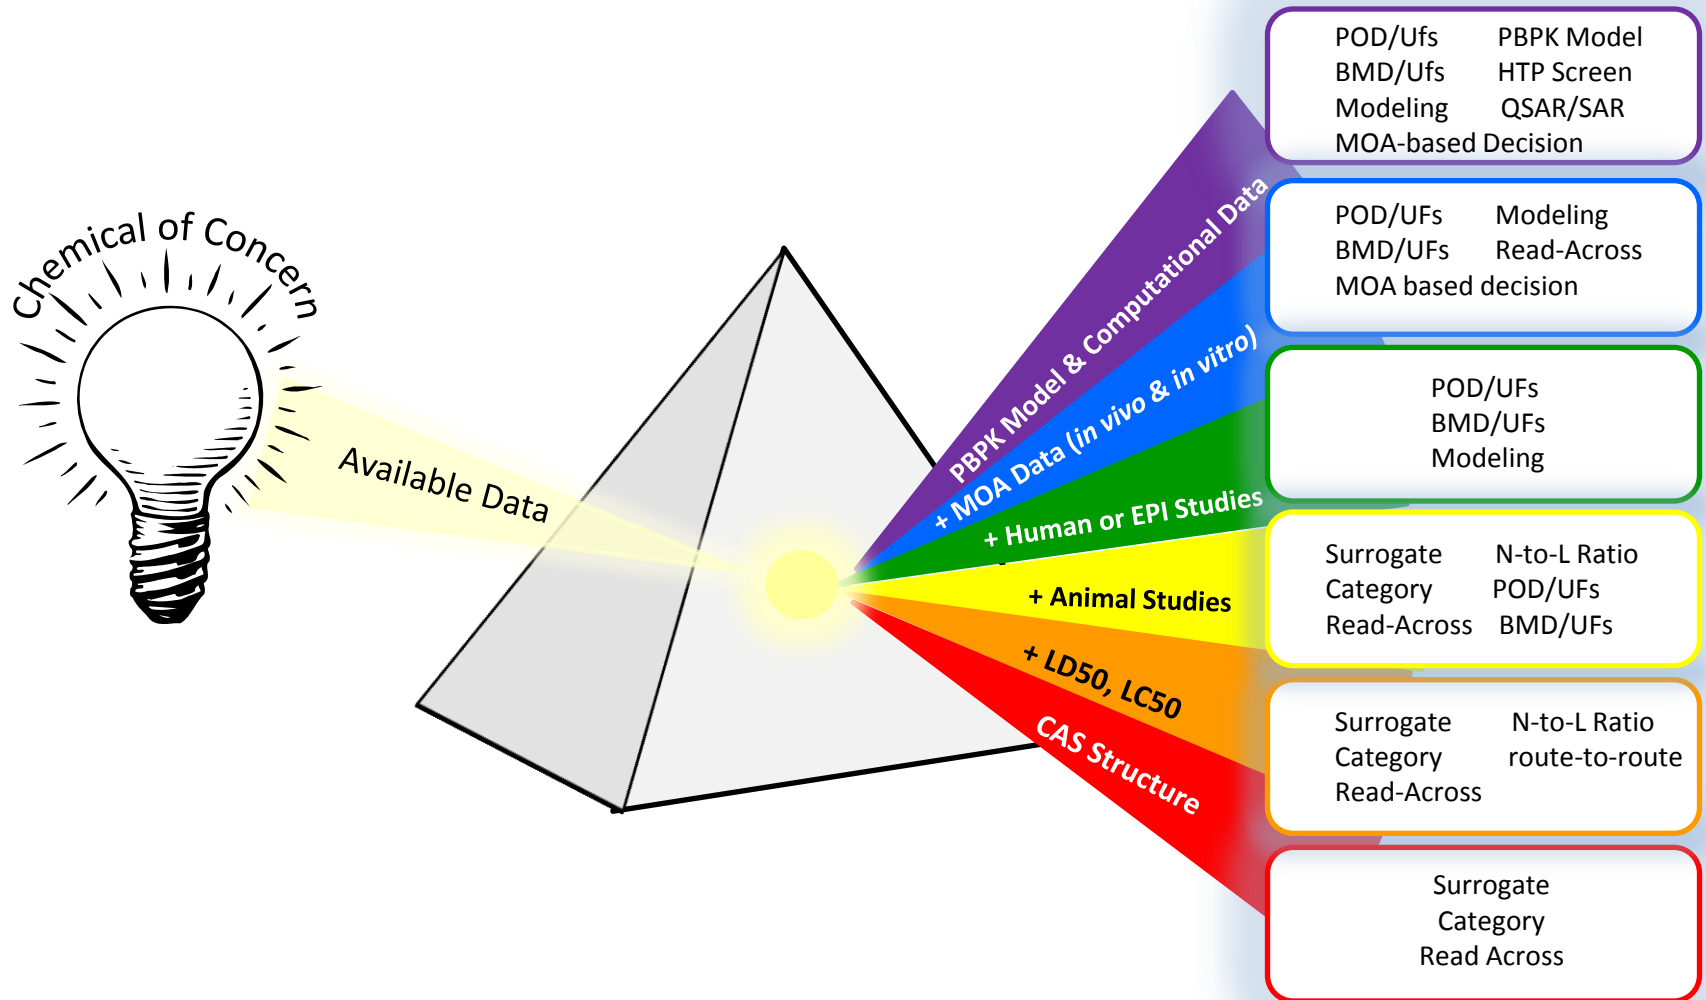 Chemical of Concern
Available Data
PBPK Model & Computational Data
+ MOA Data (in vivo & in vitro)
+ Human or EPI Studies
+ Animal Studies
+ LD50, LC50
CAS Structure
POD/Ufs PBPK Model
BMD/Ufs HTP Screen
Modeling QSAR/SAR
MOA-based Decision
POD/UFs Modeling
BMD/UFs Read-Across
MOA based decision
POD/UFs
BMD/UFs
Modeling
Surrogate N-to-L Ratio
Category POD/UFs
Read-Across BMD/UFs
Surrogate N-to-L Ratio
Category route-to-route
Read-Across
Surrogate
Category
Read Across